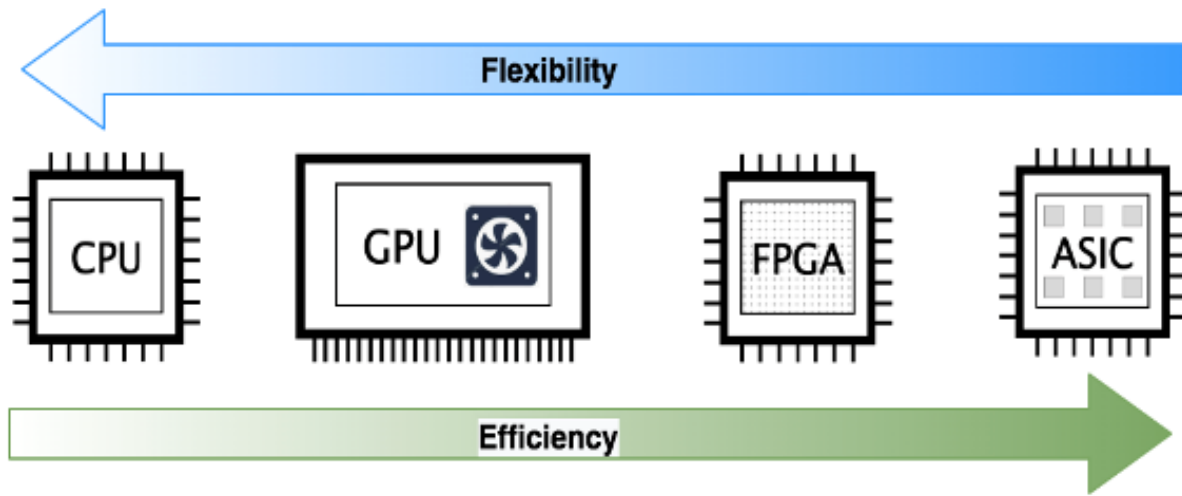 Flexibility
CPU
GPU
FPGA
ASIC
Efficiency